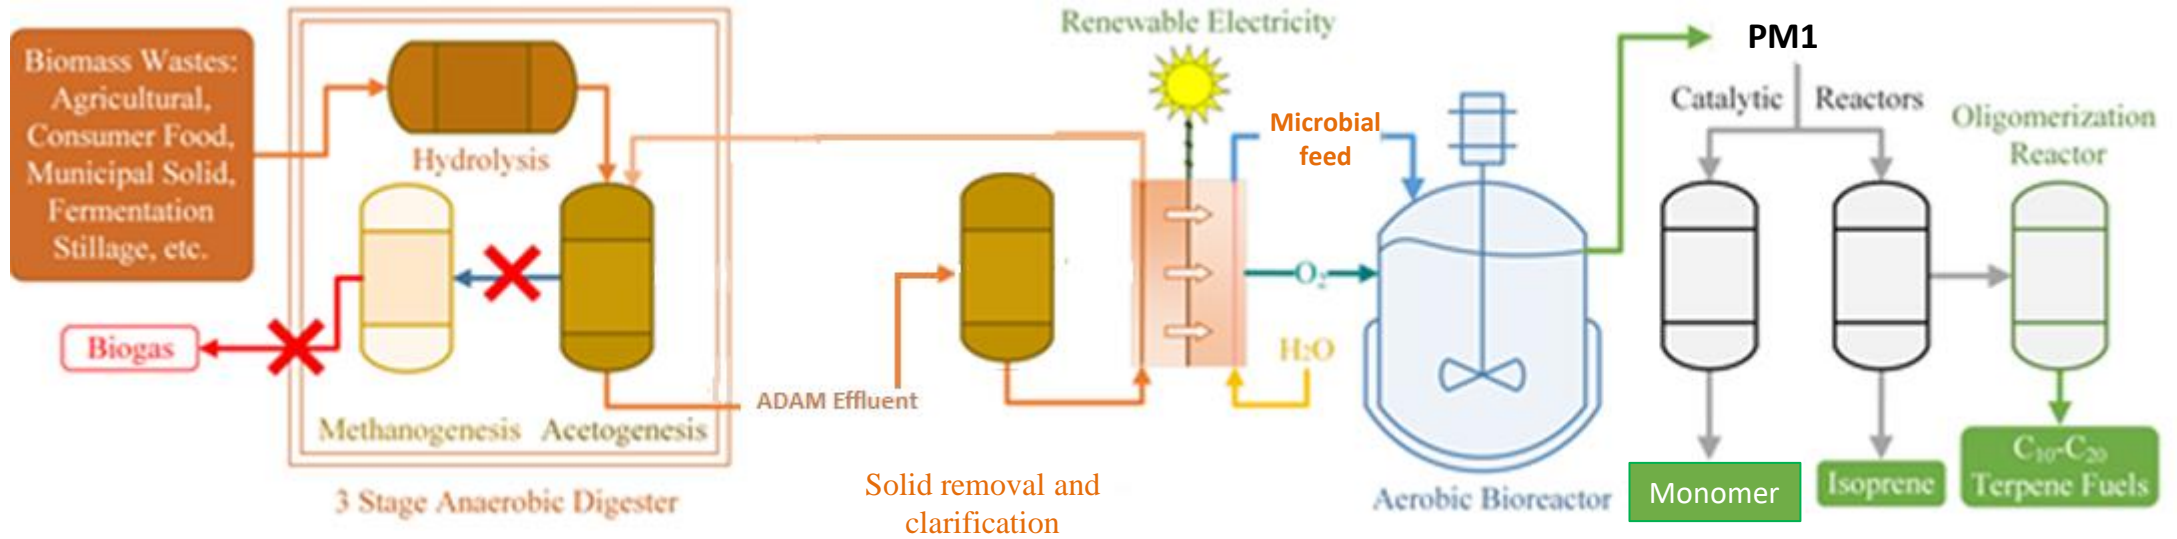 Biomass Wastes:
Agricultural,
Consumer Food,
Municipal Solid,
Fermentation
Stillage, etc.
Biogas
Hydrolysis
Methanogenesis
Acetogenesis
3 Stage Anaerobic Digester
ADAM Effluent
Solid removal and
clarification
Renewable Electricity
Microbial
feed
O₂
H₂O
Aerobic Bioreactor
PM1
Catalytic Reactors
Oligomerization
Reactor
Monomer
Isoprene
C₁₀-C₂₀
Terpene Fuels